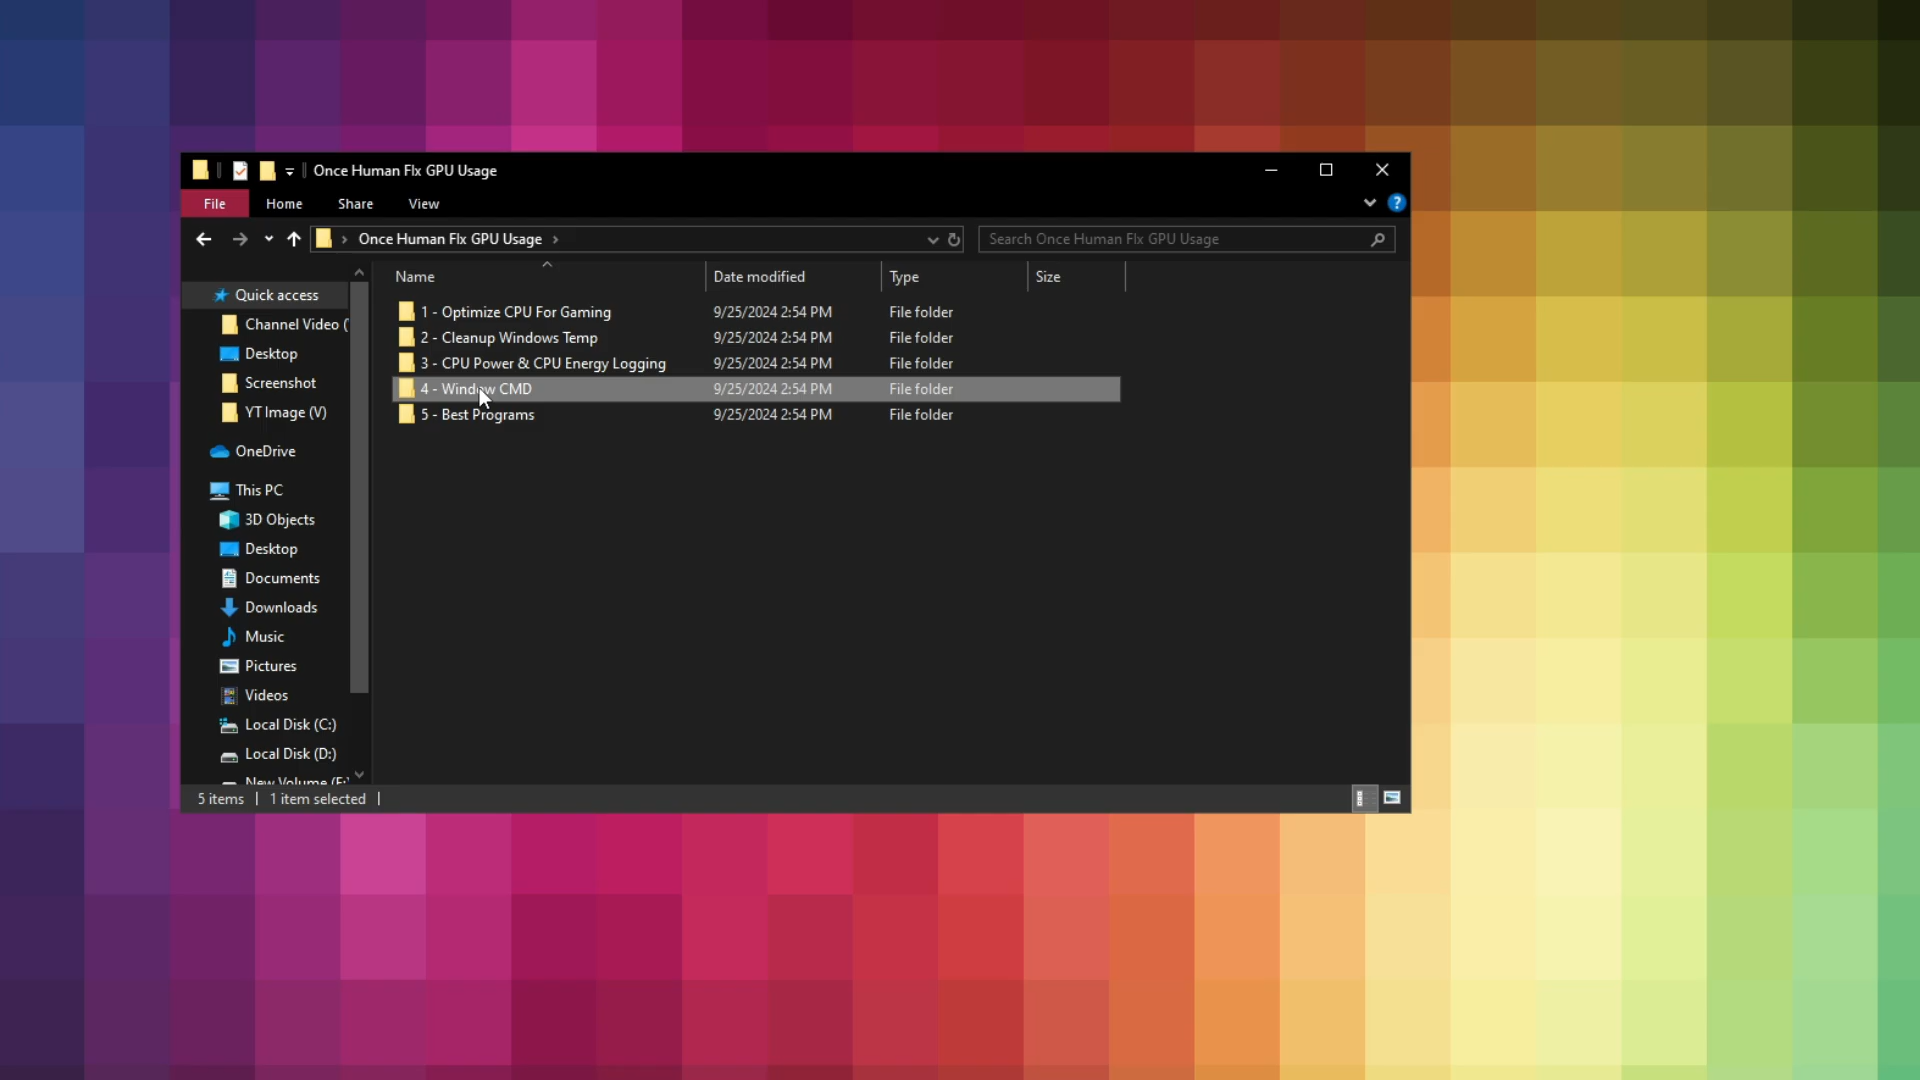 Once Human FIx GPU Usage
File Home Share View
Once Human FIx GPU Usage
Search Once Human FIx GPU Usage
Name Date modified Type Size
Quick access
Channel Video (
Desktop
Screenshot
YT Image (V)
OneDrive
This PC
3D Objects
Desktop
Documents
Downloads
Music
Pictures
Videos
Local Disk (C:)
Local Disk (D:)
New Volume (E:)
1 - Optimize CPU For Gaming 9/25/2024 2:54 PM File folder
2 - Cleanup Windows Temp 9/25/2024 2:54 PM File folder
3 - CPU Power & CPU Energy Logging 9/25/2024 2:54 PM File folder
4 - Window CMD 9/25/2024 2:54 PM File folder
5 - Best Programs 9/25/2024 2:54 PM File folder
5 items 1 item selected